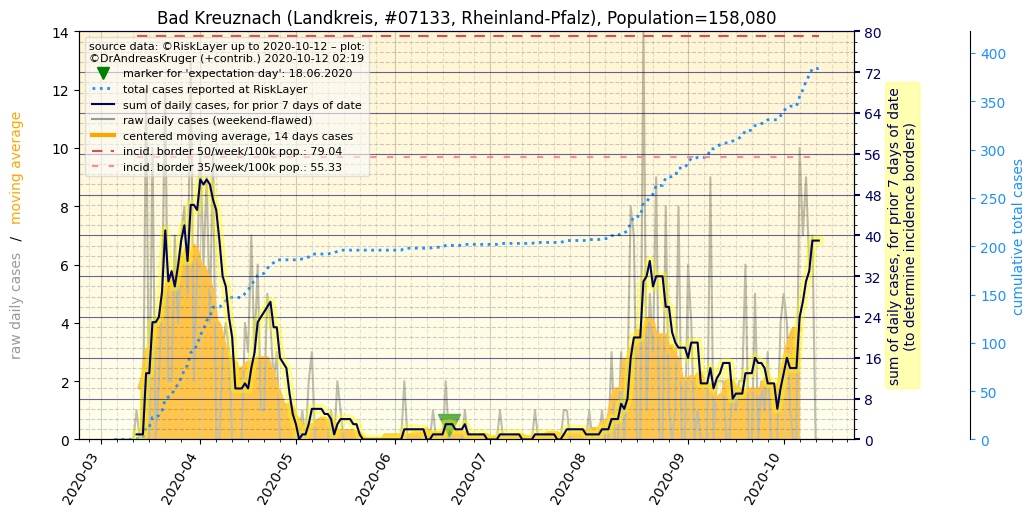 Bad Kreuznach (Landkreis, #07133, Rheinland-Pfalz), Population=158,080
source data: ©RiskLayer up to 2020-10-12 – plot:
©DrAndreasKruger (+contrib.) 2020-10-12 02:19
marker for 'expectation day': 18.06.2020
total cases reported at RiskLayer
sum of daily cases, for prior 7 days of date
raw daily cases (weekend-flawed)
centered moving average, 14 days cases
incid. border 50/week/100k pop.: 79.04
incid. border 35/week/100k pop.: 55.33
raw daily cases / moving average
0
2
4
6
8
10
12
14
2020-03
2020-04
2020-05
2020-06
2020-07
2020-08
2020-09
2020-10
0
8
16
24
32
40
48
56
64
72
80
sum of daily cases, for prior 7 days of date
(to determine incidence borders)
0
50
100
150
200
250
300
350
400
cumulative total cases